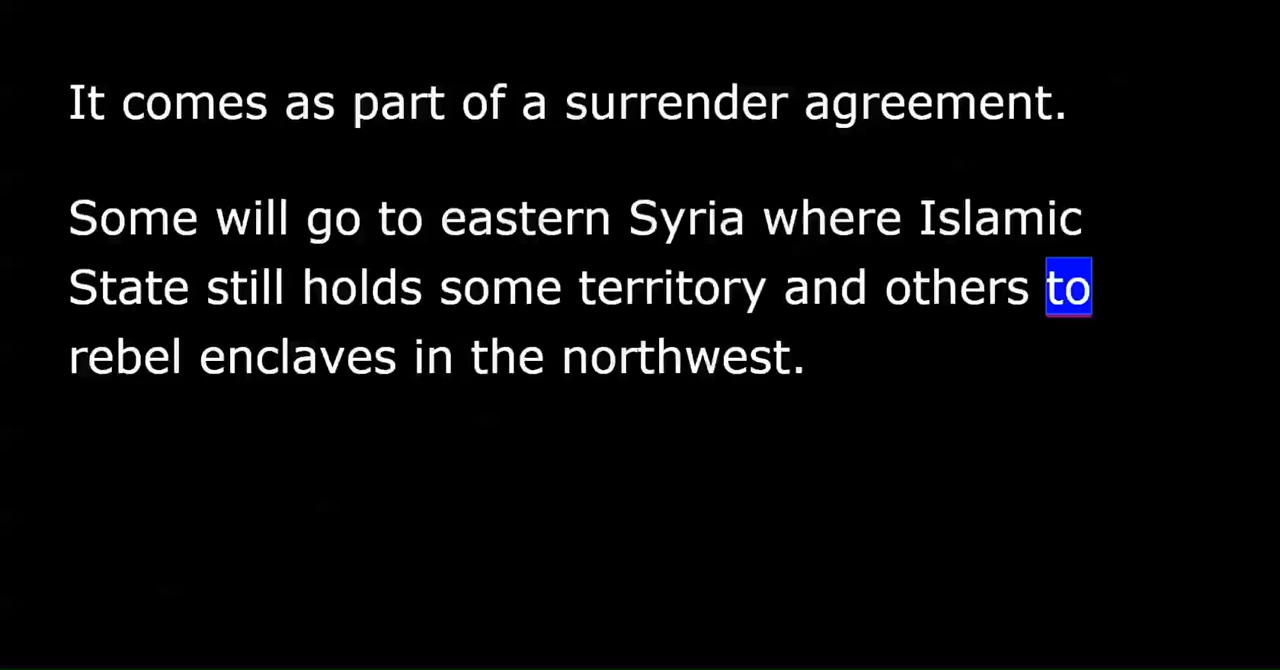 It comes as part of a surrender agreement.
Some will go to eastern Syria where Islamic
State still holds some territory and others to
rebel enclaves in the northwest.